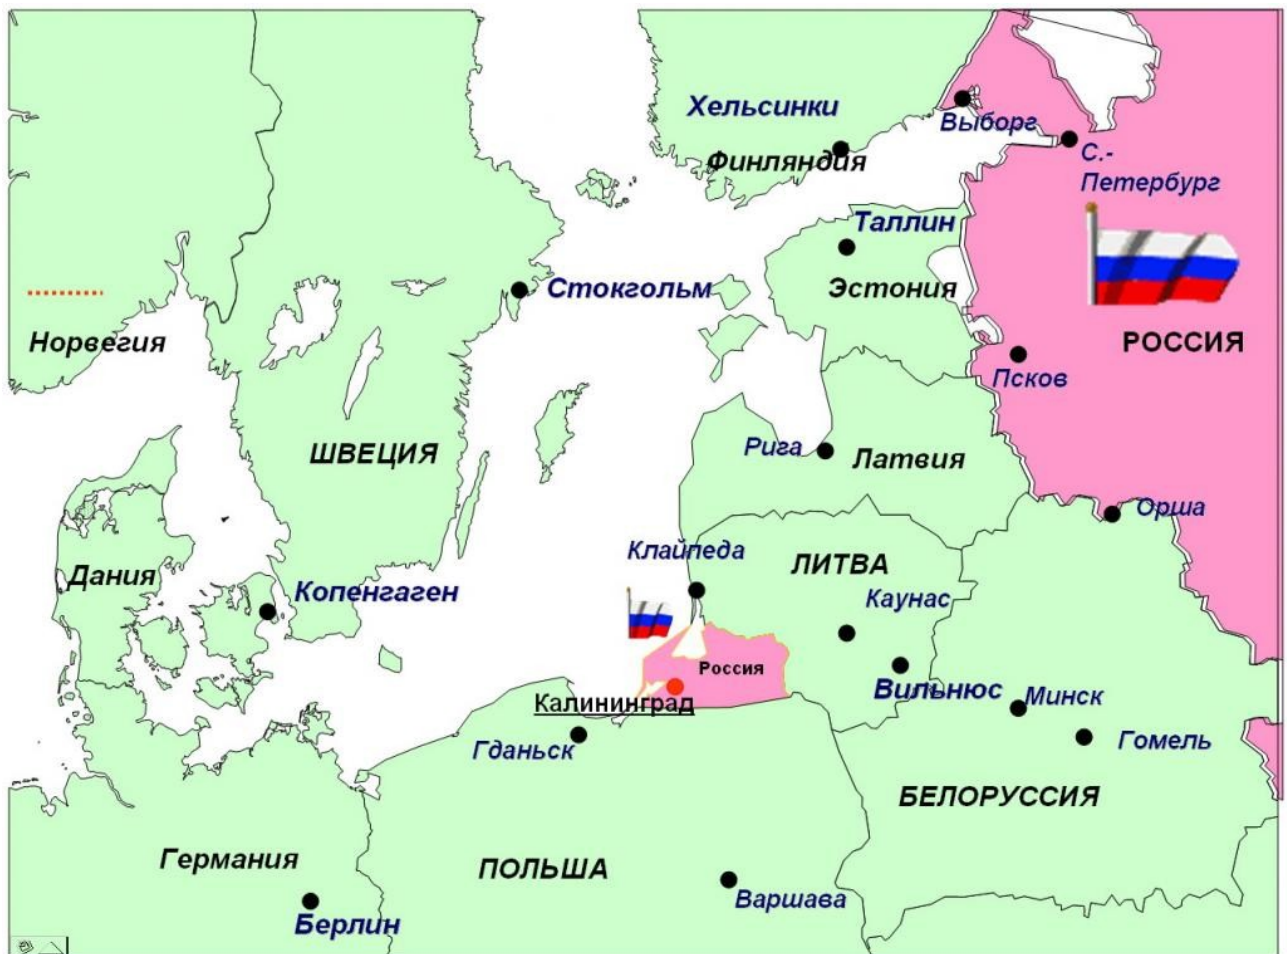 Хельсинки
Финляндия
Выборг
С.-
Петербург
Таллин
Эстония
Стокгольм
Норвегия
РОССИЯ
Псков
ШВЕЦИЯ
Рига
Латвия
Орша
Клайпеда
ЛИТВА
Дания
Копенгаген
Каунас
Россия
Калининград
Вильнюс
Минск
Гданьск
Гомель
БЕЛОРУССИЯ
Германия
ПОЛЬША
Варшава
Берлин